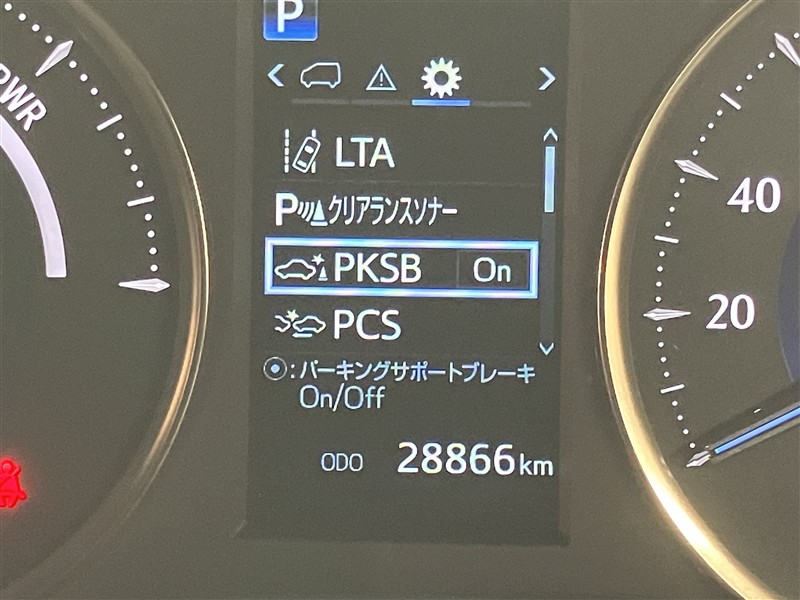 P
PWR
LTA
Pクリアランスソナー
PKSB On
PCS
:パーキングサポートブレーキ
On/Off
ODO 28866km
40
20